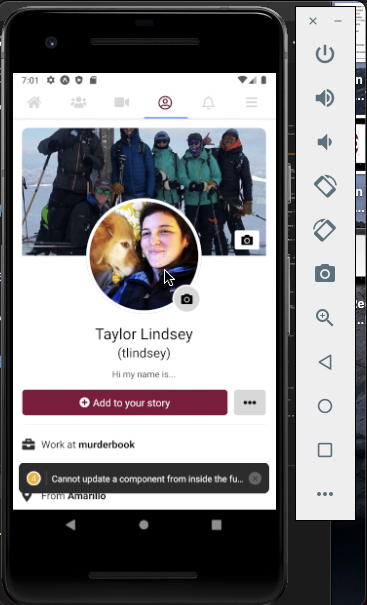 7:01
Taylor Lindsey
(tlindsey)
Hi my name is...
Add to your story
Work at murderbook
4 Cannot update a component from inside the fu...
From Amarillo